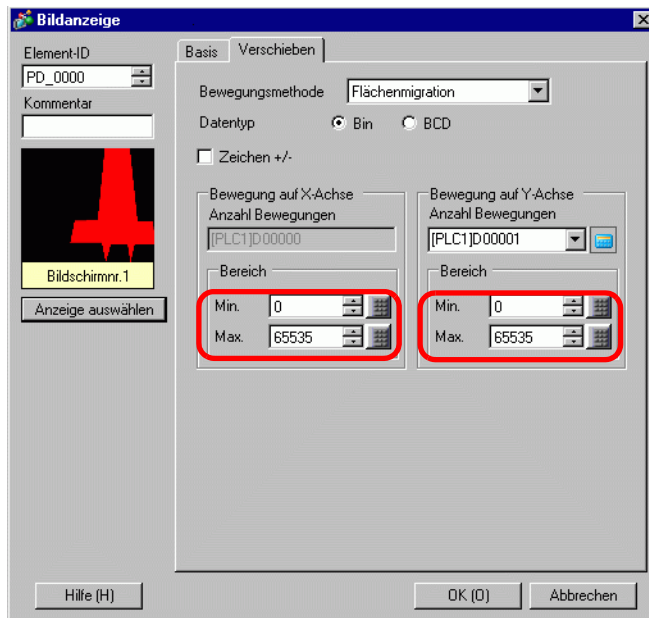 Bildanzeige
Element-ID
PD_0000
Kommentar
Bildschirmnr.1
Anzeige auswählen
Basis Verschieben
Bewegungsmethode Flächenmigration
Datentyp Bin BCD
Zeichen +/-
Bewegung auf X-Achse
Anzahl Bewegungen
[PLC1]D00000
Bereich
Min. 0
Max. 65535
Bewegung auf Y-Achse
Anzahl Bewegungen
[PLC1]D00001
Bereich
Min. 0
Max. 65535
Hilfe (H) OK (O) Abbrechen